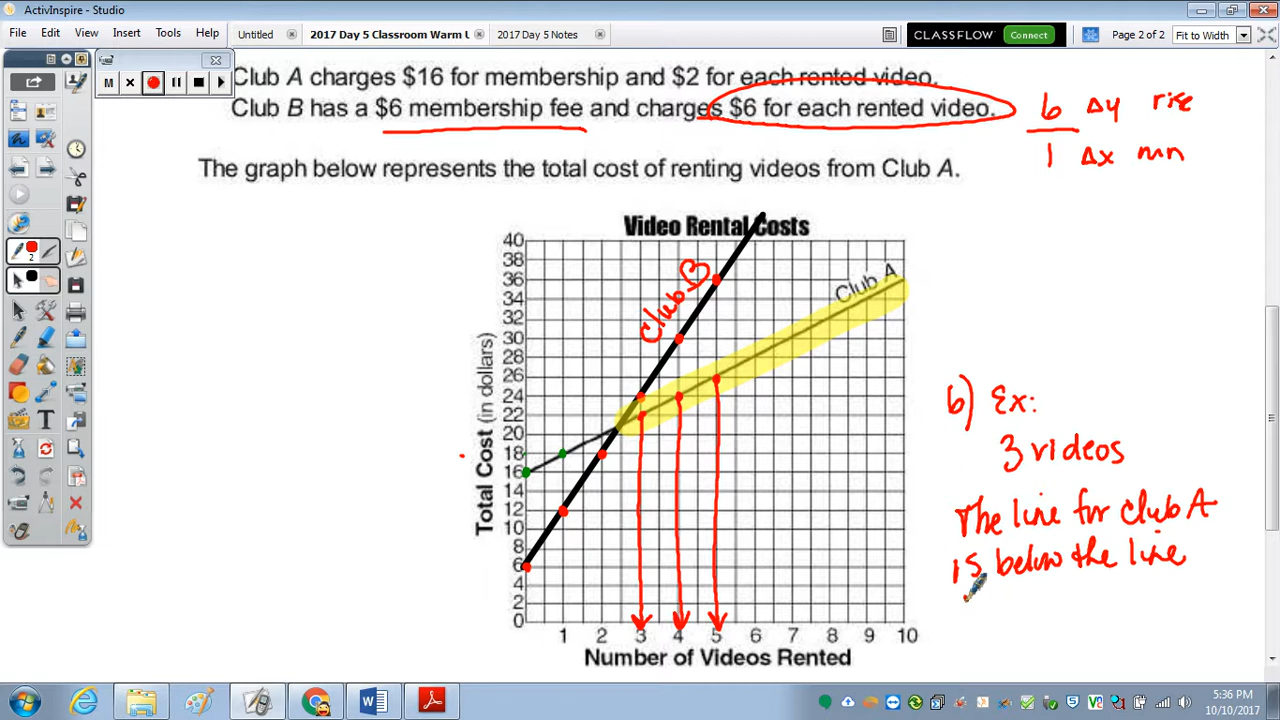 ActivInspire - Studio
File Edit View Insert Tools Help
Untitled 2017 Day 5 Classroom Warm U 2017 Day 5 Notes
CLASSFLOW Connect
Page 2 of 2 Fit to Width
M
Club A charges $16 for membership and $2 for each rented video.
Club B has a $6 membership fee and charges $6 for each rented video.
6 Δy rise
1 Δx run
The graph below represents the total cost of renting videos from Club A.
Video Rental Costs
40
38
36
34
32
30
28
26
24
22
20
18
16
14
12
10
8
6
4
2
0
Total Cost (in dollars)
Club B
Club A
1 2 3 4 5 6 7 8 9 10
Number of Videos Rented
b) Ex:
3 videos
The line for club A
is below the line
2
T
W
5:36 PM
10/10/2017